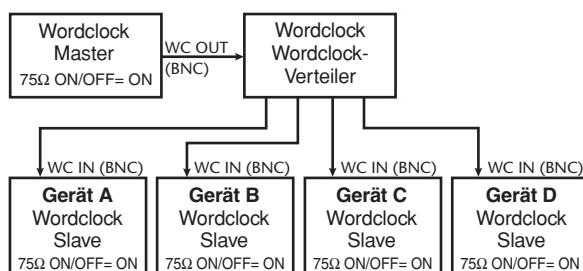 Wordclock
Master
75Ω ON/OFF= ON
WC OUT
(BNC)
Wordclock
Wordclock-
Verteiler
WC IN (BNC)
WC IN (BNC)
WC IN (BNC)
WC IN (BNC)
Gerät A
Wordclock
Slave
75Ω ON/OFF= ON
Gerät B
Wordclock
Slave
75Ω ON/OFF= ON
Gerät C
Wordclock
Slave
75Ω ON/OFF= ON
Gerät D
Wordclock
Slave
75Ω ON/OFF= ON